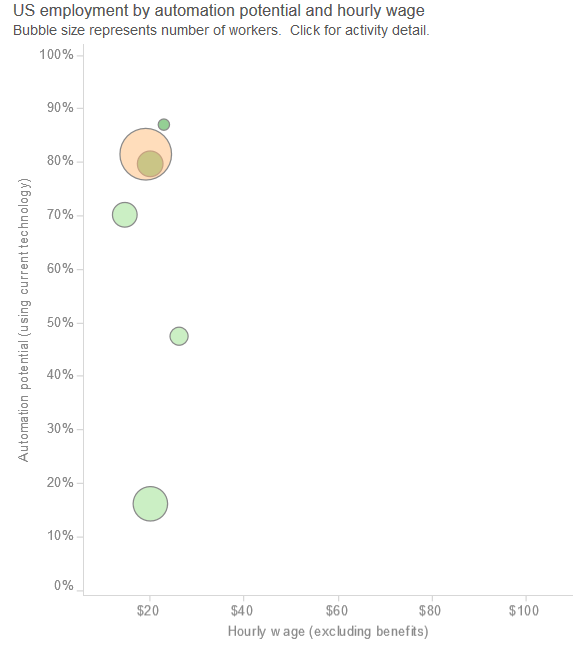 US employment by automation potential and hourly wage
Bubble size represents number of workers.  Click for activity detail.
Automation potential (using current technology)
100%
90%
80%
70%
60%
50%
40%
30%
20%
10%
0%
$20 $40 $60 $80 $100
Hourly wage (excluding benefits)